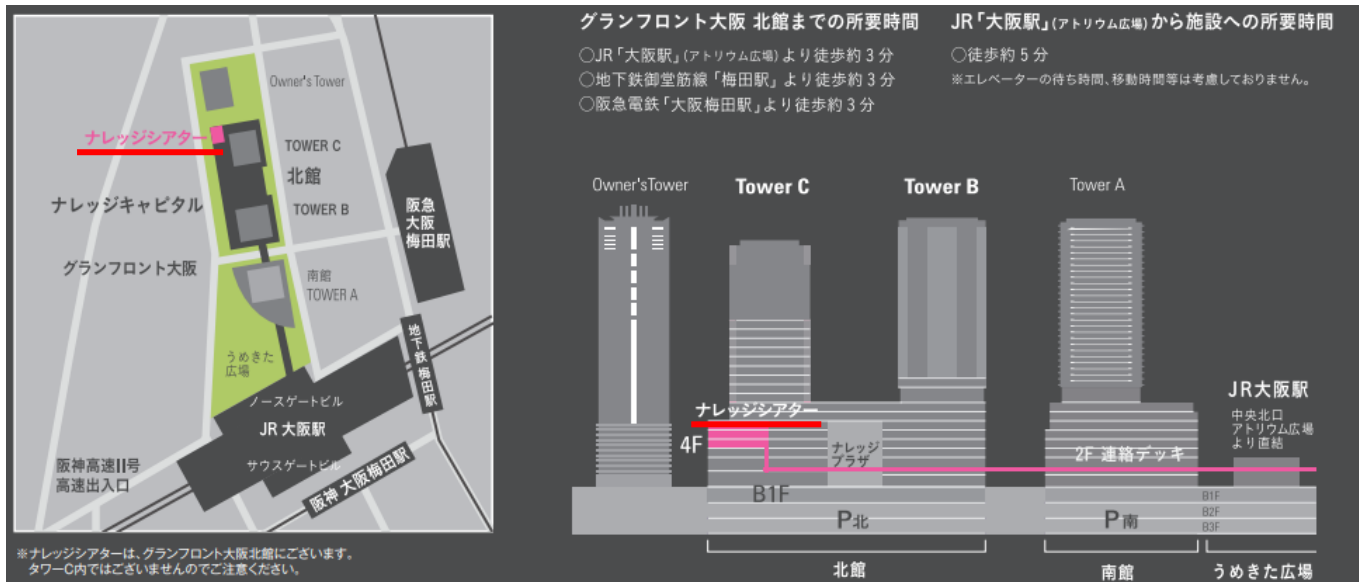 Owner's Tower
ナレッジシアター
TOWER C
北館
ナレッジキャピタル
TOWER B
阪急
大阪
梅田駅
グランフロント大阪
南館
TOWER A
うめきた
広場
地下鉄 梅田駅
ノースゲートビル
JR 大阪駅
サウスゲートビル
阪神高速II号
高速出入口
阪神 大阪梅田駅
※ナレッジシアターは、グランフロント大阪北館にございます。
タワーC内ではございませんのでご注意ください。
グランフロント大阪 北館までの所要時間
○JR「大阪駅」(アトリウム広場)より徒歩約3分
○地下鉄御堂筋線「梅田駅」より徒歩約3分
○阪急電鉄「大阪梅田駅」より徒歩約3分
JR「大阪駅」(アトリウム広場)から施設への所要時間
○徒歩約5分
※エレベーターの待ち時間、移動時間等は考慮しておりません。
Owner'sTower
Tower C
Tower B
Tower A
JR大阪駅
中央北口
アトリウム広場
より直結
ナレッジシアター
4F
ナレッジ
プラザ
2F 連絡デッキ
B1F
P北
P南
B1F
B2F
B3F
北館
南館
うめきた広場